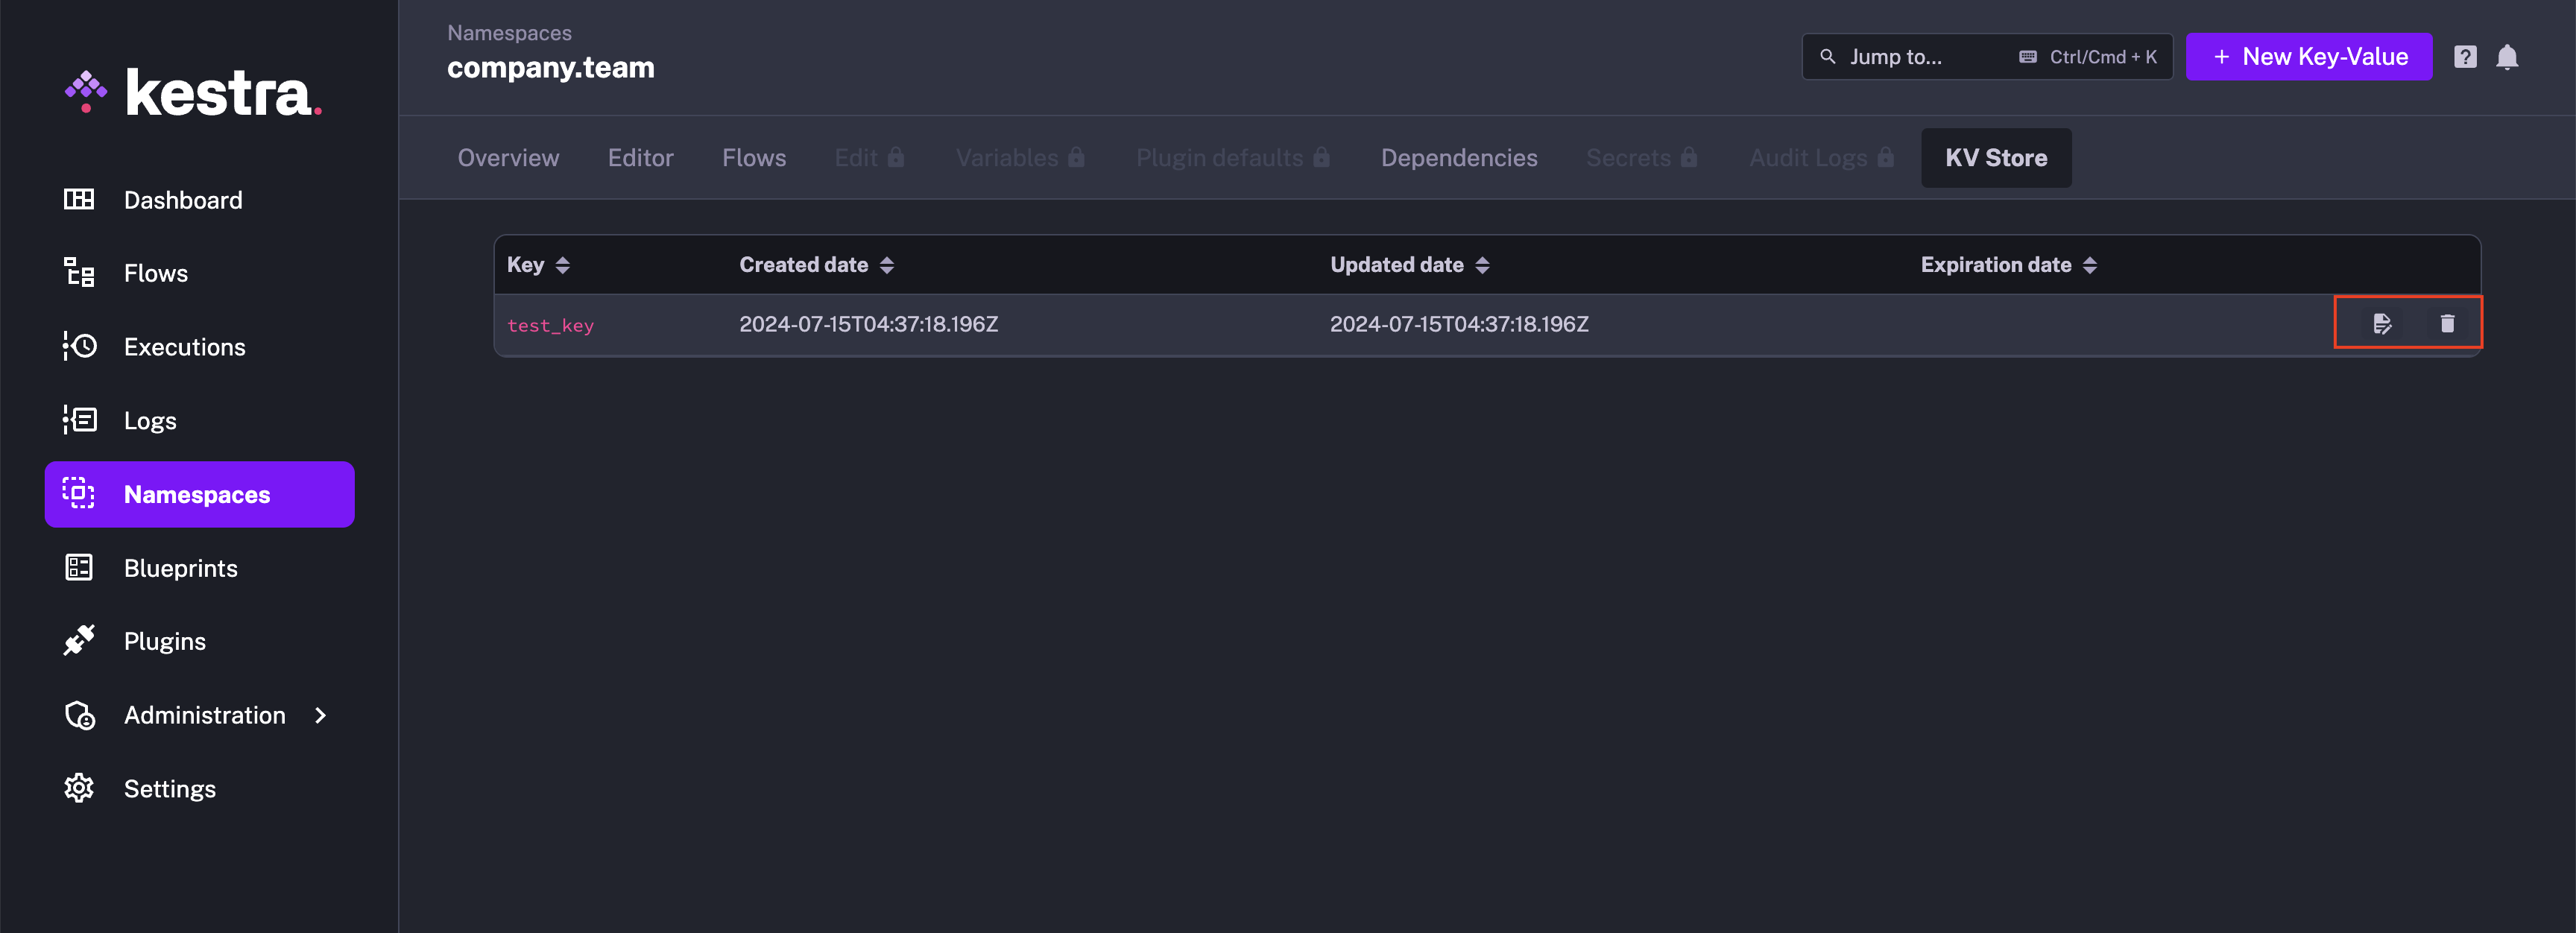 kestra.
Dashboard
Flows
Executions
Logs
Namespaces
Blueprints
Plugins
Administration
Settings
Namespaces
company.team
Jump to... Ctrl/Cmd + K
+ New Key-Value
?
Overview Editor Flows Edit Variables Plugin defaults Dependencies Secrets Audit Logs KV Store
Key Created date Updated date Expiration date
test_key 2024-07-15T04:37:18.196Z 2024-07-15T04:37:18.196Z